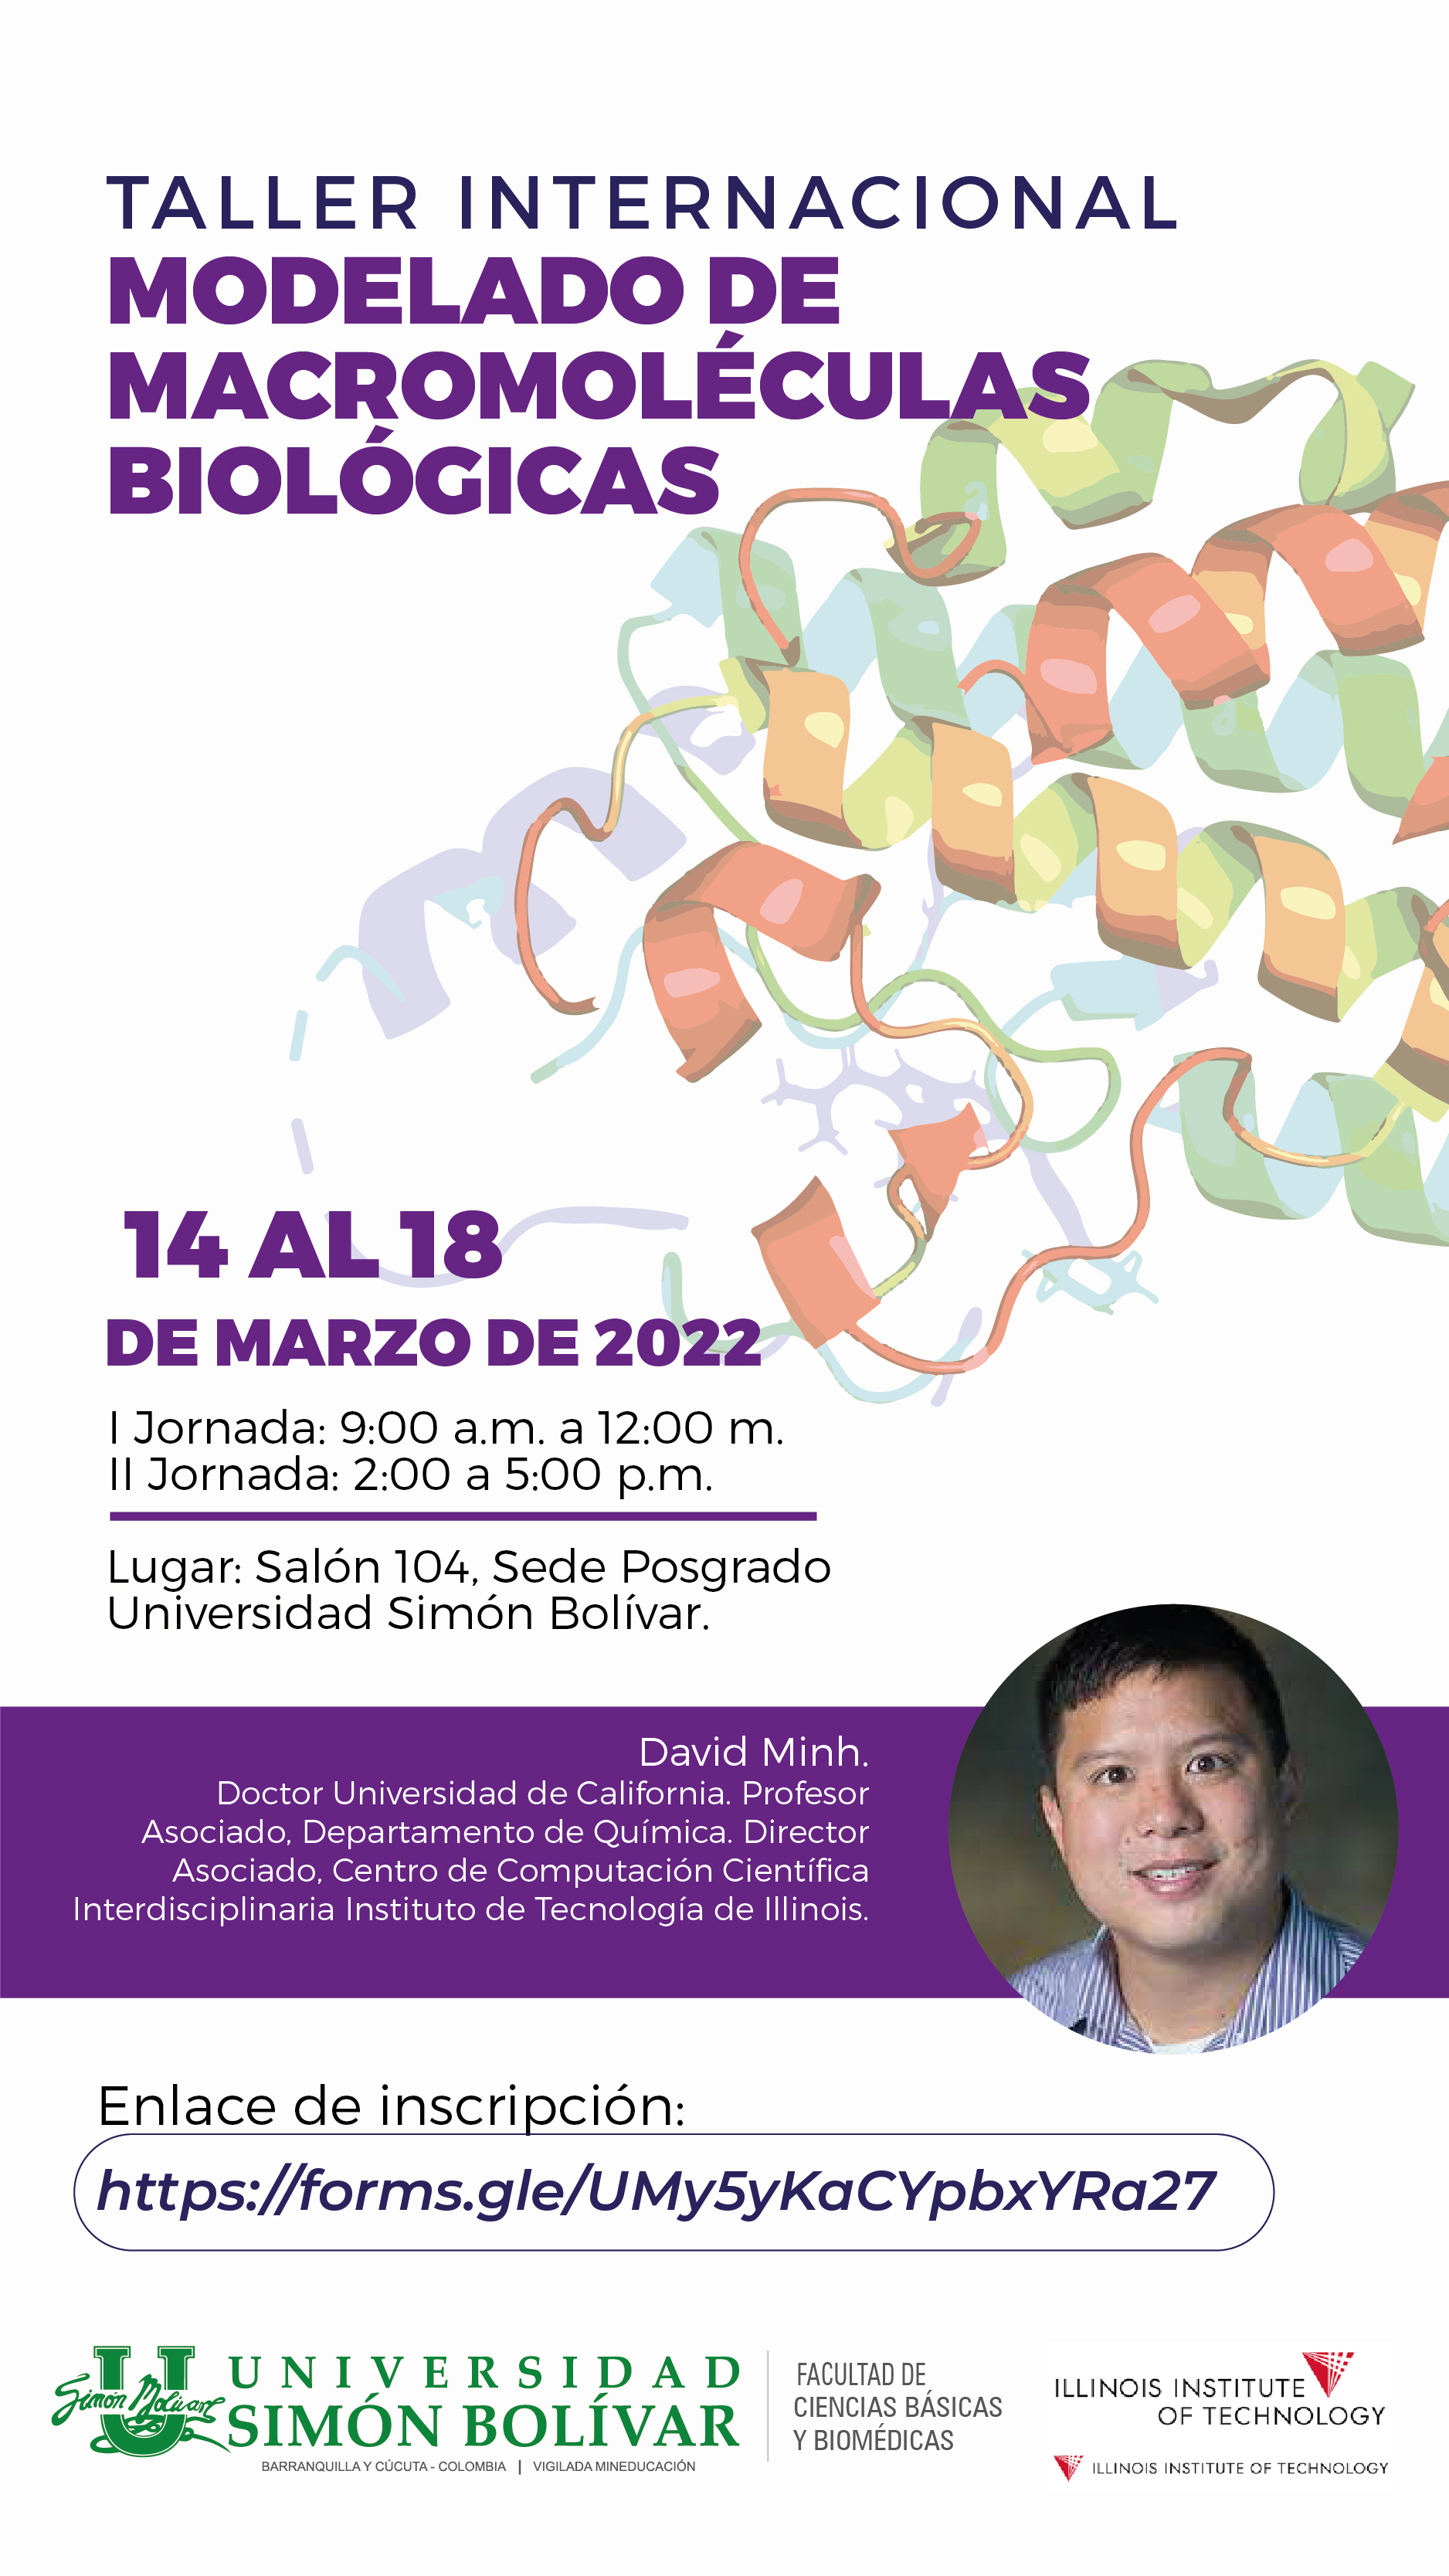 TALLER INTERNACIONAL
MODELADO DE
MACROMOLÉCULAS
BIOLÓGICAS
14 AL 18
DE MARZO DE 2022
I Jornada: 9:00 a.m. a 12:00 m.
II Jornada: 2:00 a 5:00 p.m.
Lugar: Salón 104, Sede Posgrado
Universidad Simón Bolívar.
David Minh.
Doctor Universidad de California. Profesor
Asociado, Departamento de Química. Director
Asociado, Centro de Computación Científica
Interdisciplinaria Instituto de Tecnología de Illinois.
Enlace de inscripción:
https://forms.gle/UMy5yKaCYpbxYRa27
U
Simón Bolívar
UNIVERSIDAD
SIMÓN BOLÍVAR
BARRANQUILLA Y CÚCUTA - COLOMBIA | VIGILADA MINEDUCACIÓN
FACULTAD DE
CIENCIAS BÁSICAS
Y BIOMÉDICAS
ILLINOIS INSTITUTE
OF TECHNOLOGY
ILLINOIS INSTITUTE OF TECHNOLOGY